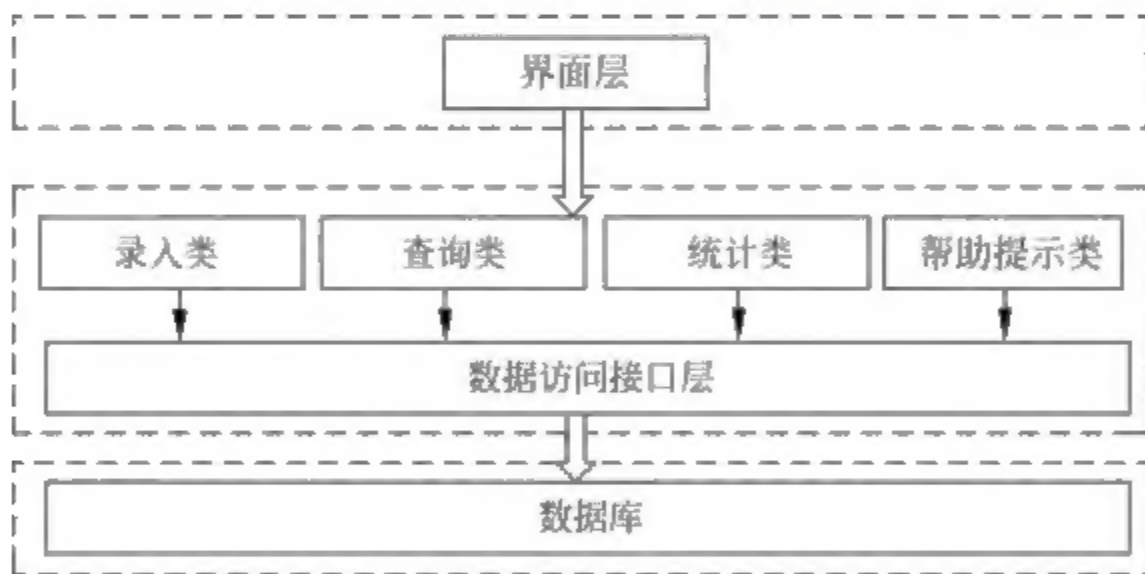 界面层
录入类
查询类
统计类
帮助提示类
数据访问接口层
数据库